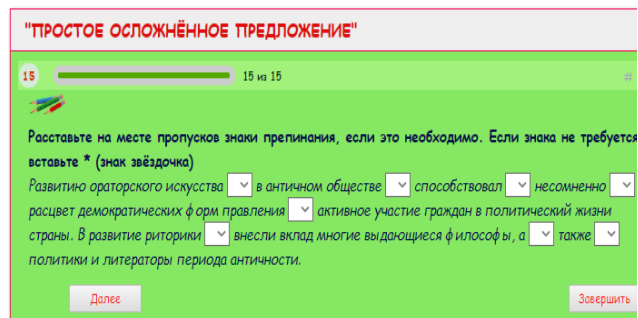 "ПРОСТОЕ ОСЛОЖНЁННОЕ ПРЕДЛОЖЕНИЕ"
15 15 из 15 #
Расставьте на месте пропусков знаки препинания, если это необходимо. Если знака не требуется
вставьте * (знак звёздочка)
Развитию ораторского искусства в античном обществе способствовал несомненно
расцвет демократических форм правления активное участие граждан в политический жизни
страны. В развитие риторики внесли вклад многие выдающиеся философы, а также
политики и литераторы периода античности.
Далее Завершить